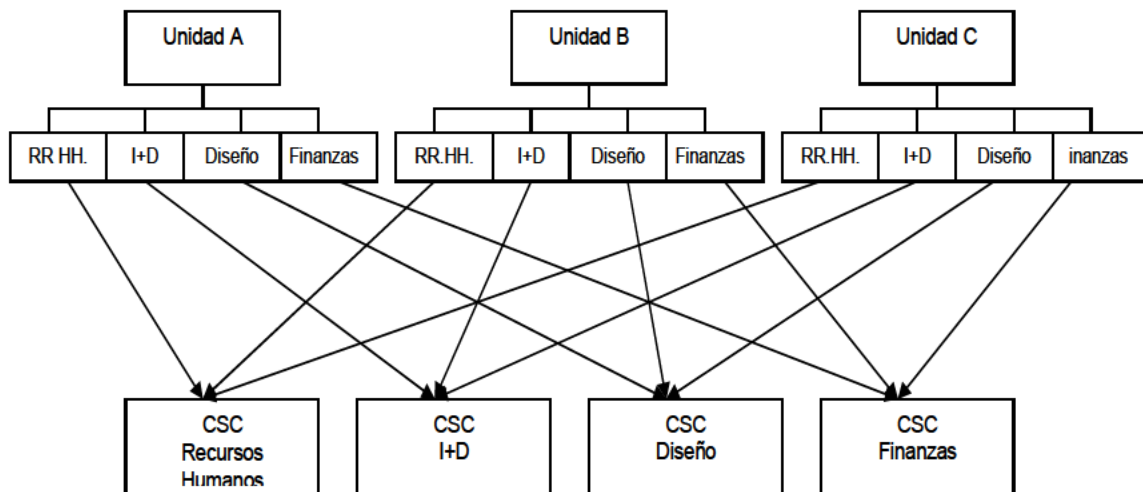 Unidad A
Unidad B
Unidad C
RR HH.
I+D
Diseño
Finanzas
RR.HH.
I+D
Diseño
Finanzas
RR.HH.
I+D
Diseño
inanzas
CSC
Recursos
Humanos
CSC
I+D
CSC
Diseño
CSC
Finanzas